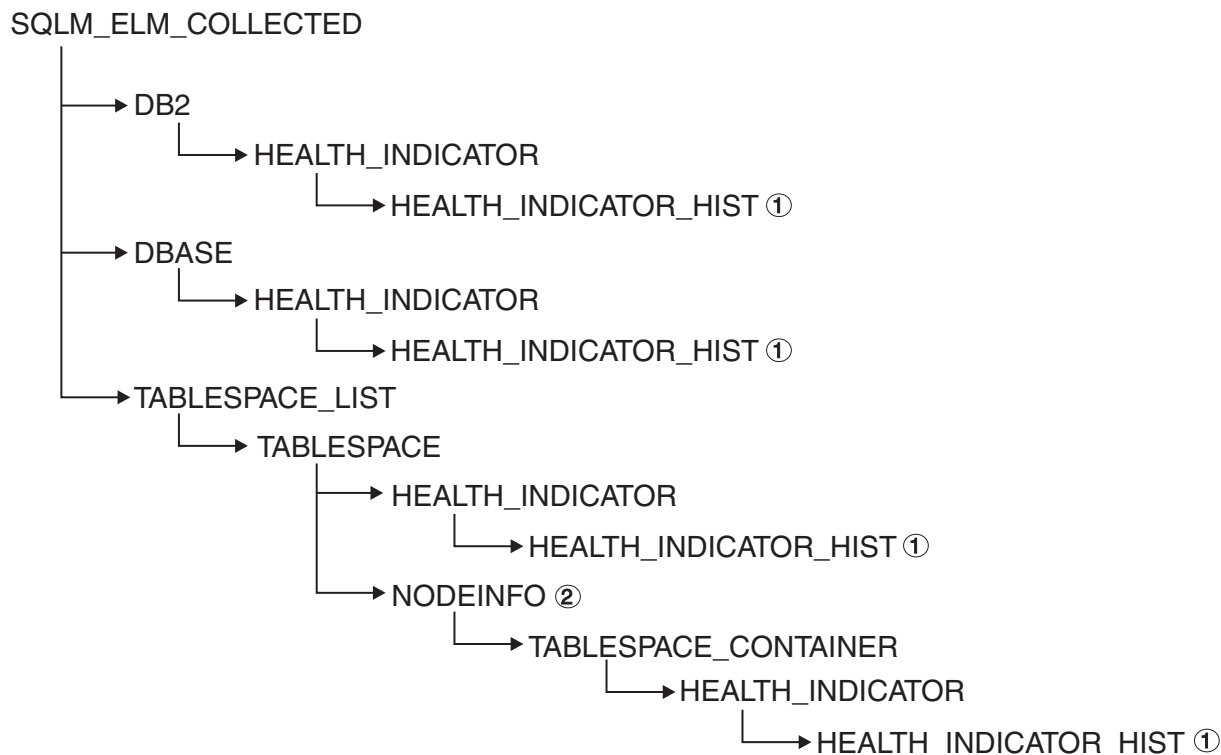 SQLM_ELM_COLLECTED
DB2
HEALTH_INDICATOR
HEALTH_INDICATOR_HIST ①
DBASE
HEALTH_INDICATOR
HEALTH_INDICATOR_HIST ①
TABLESPACE_LIST
TABLESPACE
HEALTH_INDICATOR
HEALTH_INDICATOR_HIST ①
NODEINFO ②
TABLESPACE_CONTAINER
HEALTH_INDICATOR
HEALTH_INDICATOR_HIST ①